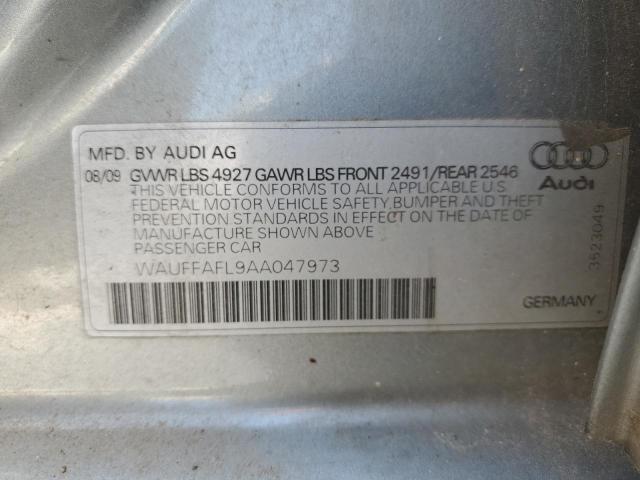 MFD. BY AUDI AG
08/09 GVWR LBS 4927 GAWR LBS FRONT 2491/REAR 2546
THIS VEHICLE CONFORMS TO ALL APPLICABLE U.S.
FEDERAL MOTOR VEHICLE SAFETY, BUMPER AND THEFT
PREVENTION STANDARDS IN EFFECT ON THE DATE OF
MANUFACTURE SHOWN ABOVE
PASSENGER CAR
WAUFFAFL9AA047973
Audi
3523049
GERMANY